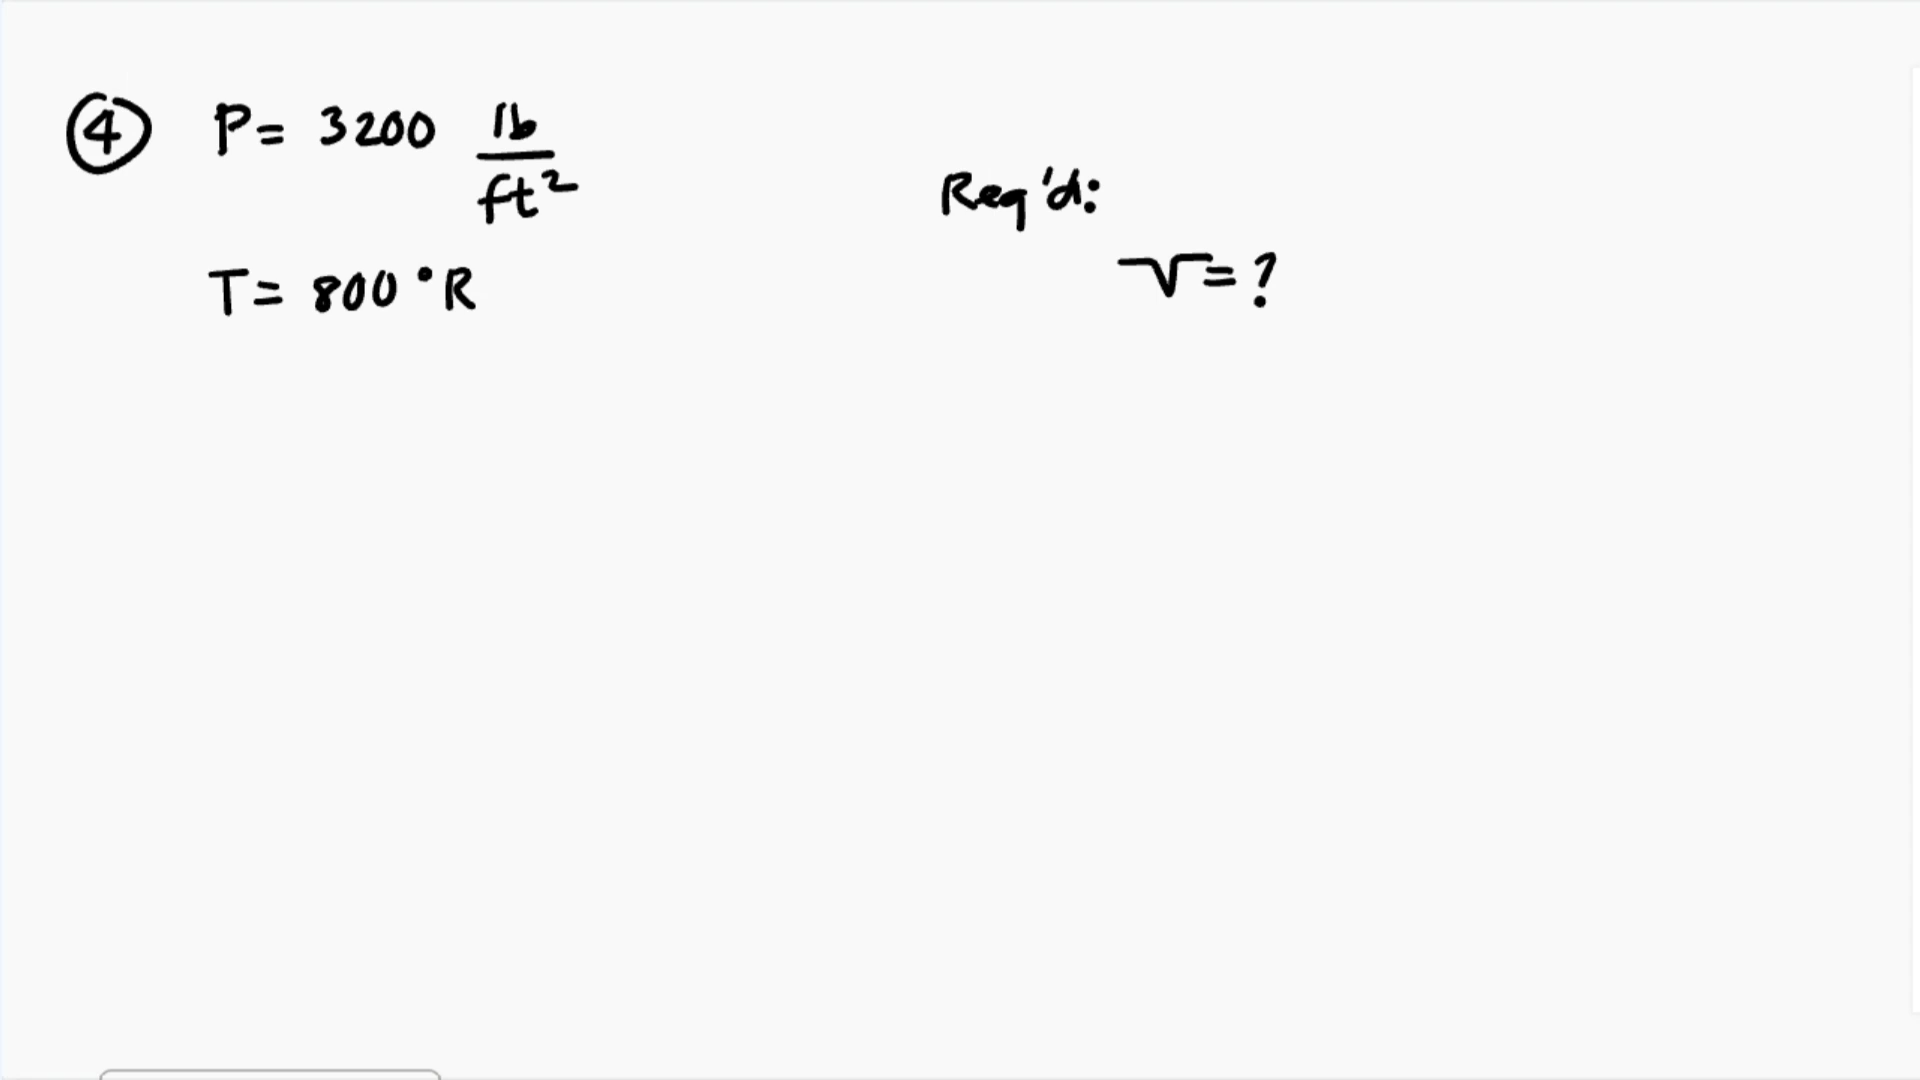 ④ P = 3200 lb/ft²
Req'd:
v = ?
T = 800 °R